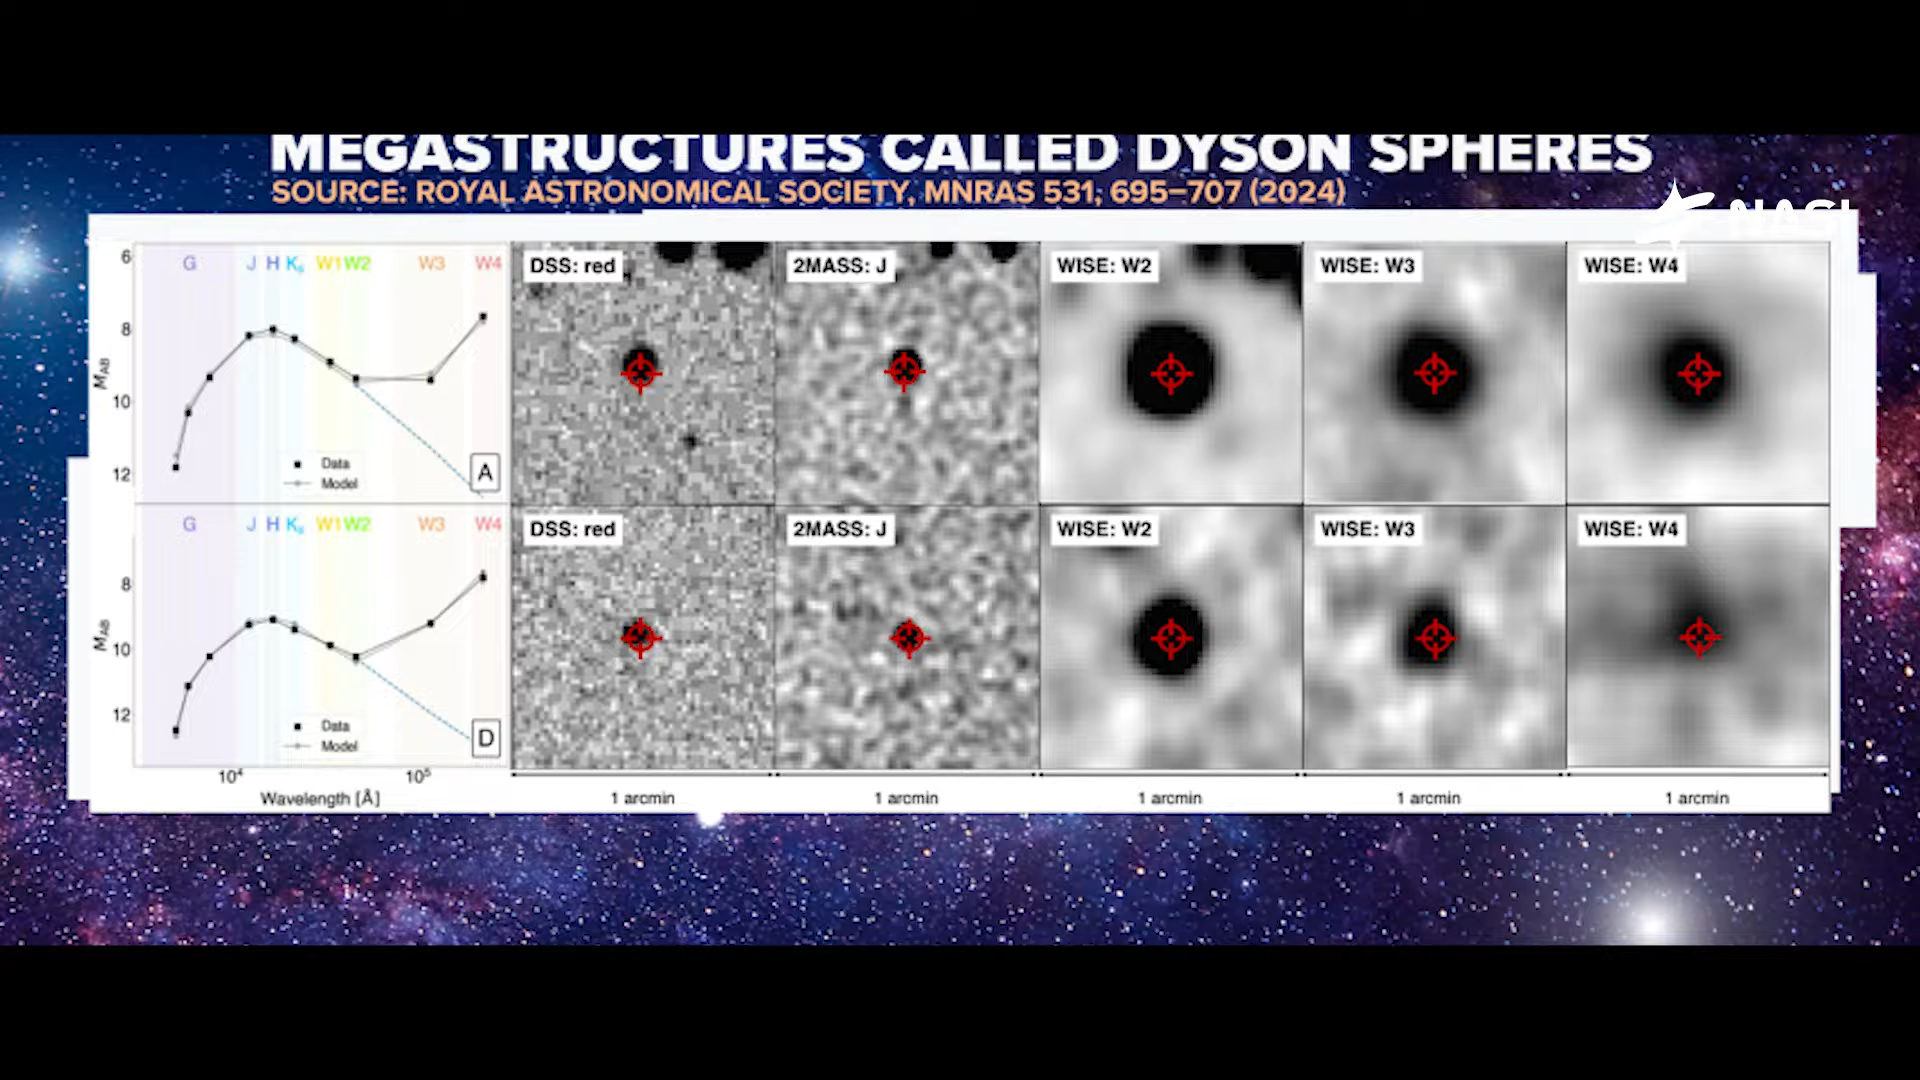 MEGASTRUCTURES CALLED DYSON SPHERES
SOURCE: ROYAL ASTRONOMICAL SOCIETY, MNRAS 531, 695–707 (2024)
G J H Ks W1 W2 W3 W4
6
8
10
12
MAB
Data
Model
A
DSS: red
2MASS: J
WISE: W2
WISE: W3
WISE: W4
G J H Ks W1 W2 W3 W4
8
10
12
MAB
Data
Model
D
DSS: red
2MASS: J
WISE: W2
WISE: W3
WISE: W4
10⁴ 10⁵
Wavelength [Å]
1 arcmin
1 arcmin
1 arcmin
1 arcmin
1 arcmin